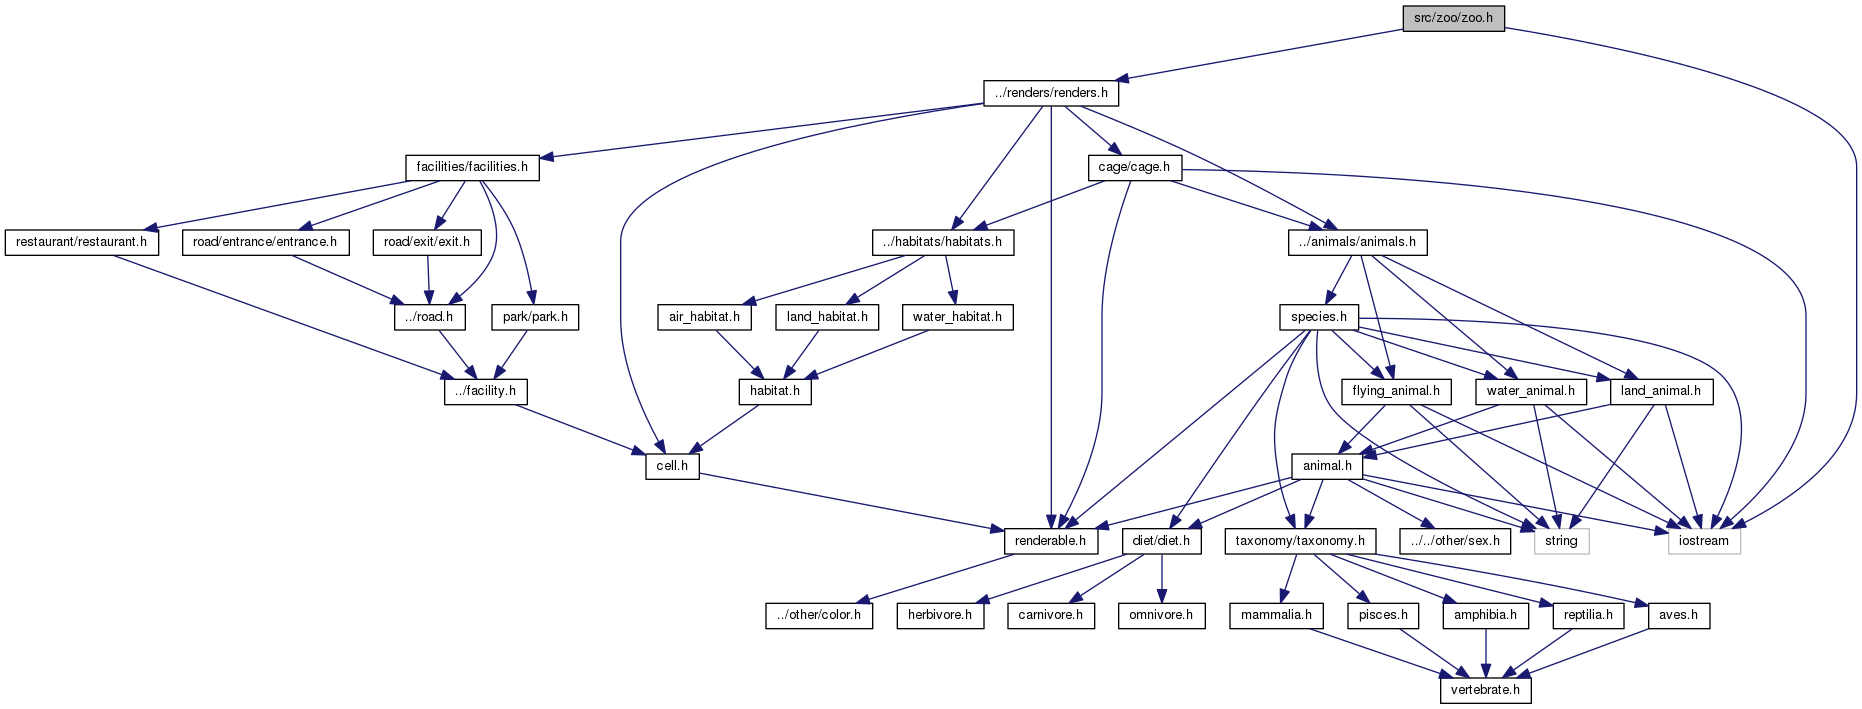 src/zoo/zoo.h
../renders/renders.h
facilities/facilities.h
cage/cage.h
restaurant/restaurant.h
road/entrance/entrance.h
road/exit/exit.h
../habitats/habitats.h
../animals/animals.h
../road.h
park/park.h
air_habitat.h
land_habitat.h
water_habitat.h
species.h
../facility.h
habitat.h
flying_animal.h
water_animal.h
land_animal.h
cell.h
animal.h
renderable.h
diet/diet.h
taxonomy/taxonomy.h
../../other/sex.h
string
iostream
../other/color.h
herbivore.h
carnivore.h
omnivore.h
mammalia.h
pisces.h
amphibia.h
reptilia.h
aves.h
vertebrate.h